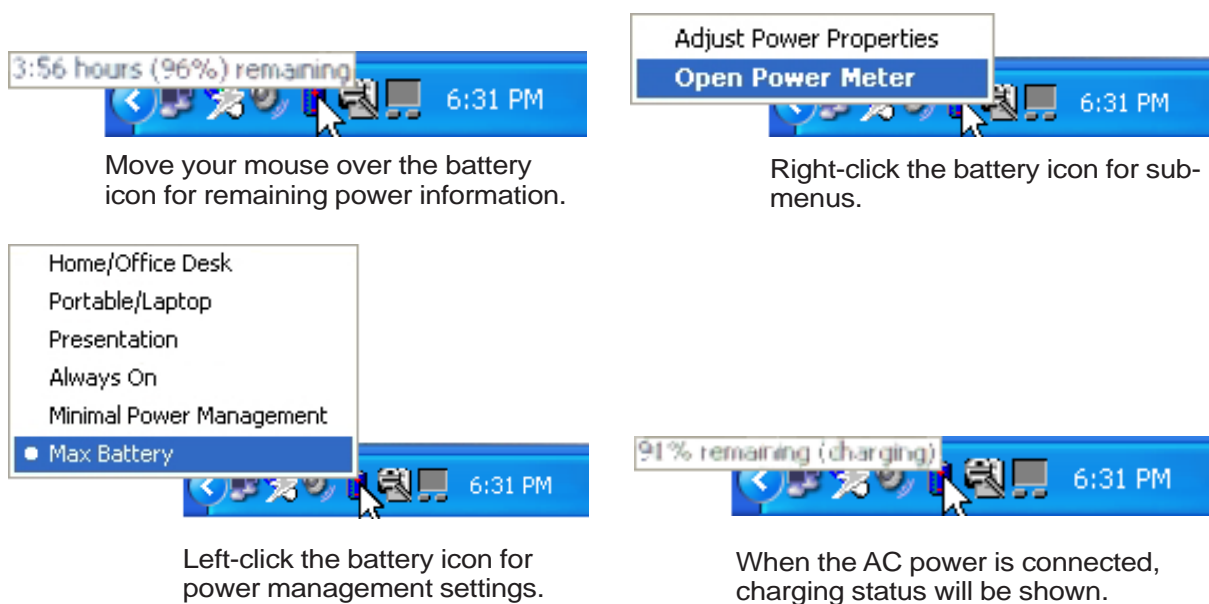 3:56 hours (96%) remaining
6:31 PM
Move your mouse over the battery
icon for remaining power information.
Adjust Power Properties
Open Power Meter
6:31 PM
Right-click the battery icon for sub-
menus.
Home/Office Desk
Portable/Laptop
Presentation
Always On
Minimal Power Management
Max Battery
6:31 PM
Left-click the battery icon for
power management settings.
91% remaining (charging)
6:31 PM
When the AC power is connected,
charging status will be shown.